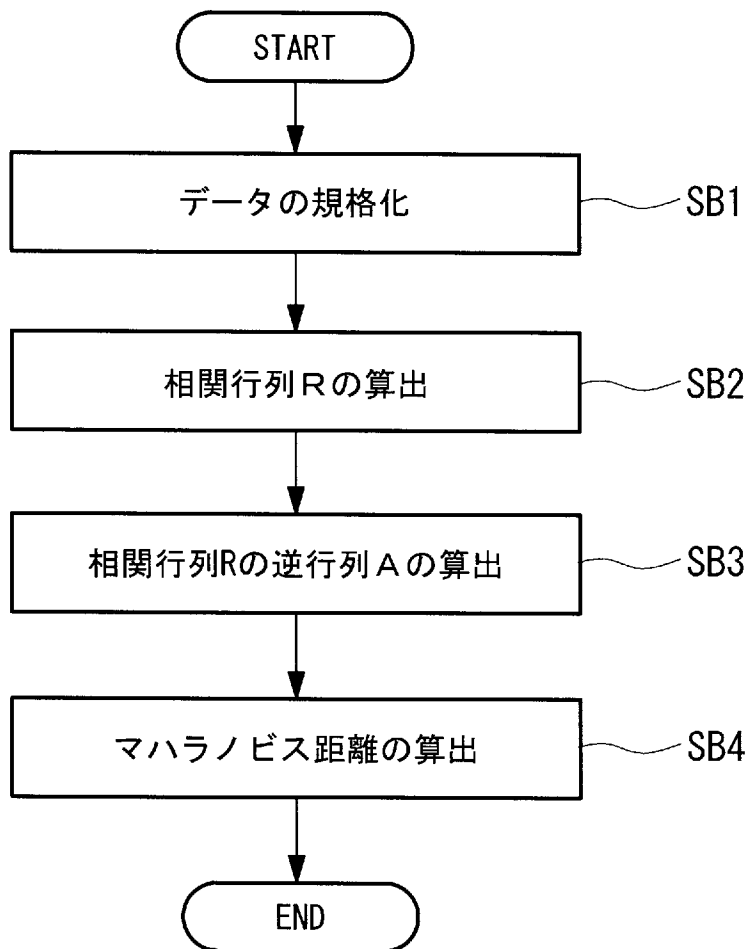 START
データの規格化
SB1
相関行列Rの算出
SB2
相関行列Rの逆行列Aの算出
SB3
マハラノビス距離の算出
SB4
END